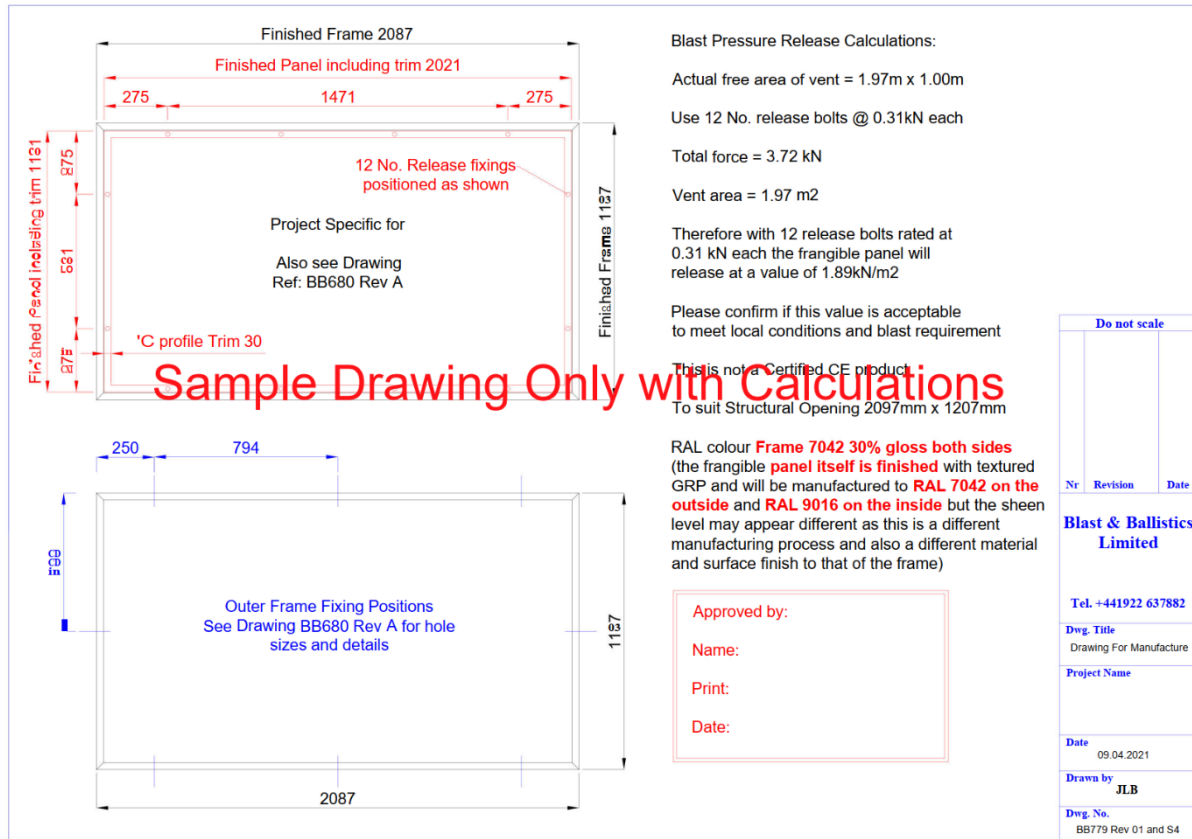 Finished Frame 2087
Finished Panel including trim 2021
275
1471
275
Finished Panel including trim
275
12 No. Release fixings
positioned as shown
Project Specific for
Also see Drawing
Ref: BB680 Rev A
'C profile Trim 30
Finished Frame
Blast Pressure Release Calculations:
Actual free area of vent = 1.97m x 1.00m
Use 12 No. release bolts @ 0.31kN each
Total force = 3.72 kN
Vent area = 1.97 m2
Therefore with 12 release bolts rated at
0.31 kN each the frangible panel will
release at a value of 1.89kN/m2
Please confirm if this value is acceptable
to meet local conditions and blast requirement
This is not a Certified CE product
Sample Drawing Only with Calculations
To suit Structural Opening 2097mm x 1207mm
RAL colour Frame 7042 30% gloss both sides
(the frangible panel itself is finished with textured
GRP and will be manufactured to RAL 7042 on the
outside and RAL 9016 on the inside but the sheen
level may appear different as this is a different
manufacturing process and also a different material
and surface finish to that of the frame)
250
794
Outer Frame Fixing Positions
See Drawing BB680 Rev A for hole
sizes and details
2087
Approved by:
Name:
Print:
Date:
Do not scale
Nr Revision Date
Blast & Ballistics
Limited
Tel. +441922 637882
Dwg. Title
Drawing For Manufacture
Project Name
Date
09.04.2021
Drawn by
JLB
Dwg. No.
BB779 Rev 01 and S4